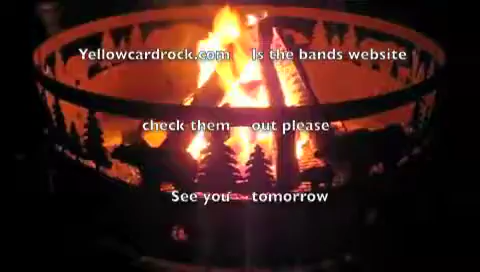 Yellowcardrock.com Is the bands website
check them out please
See you tomorrow